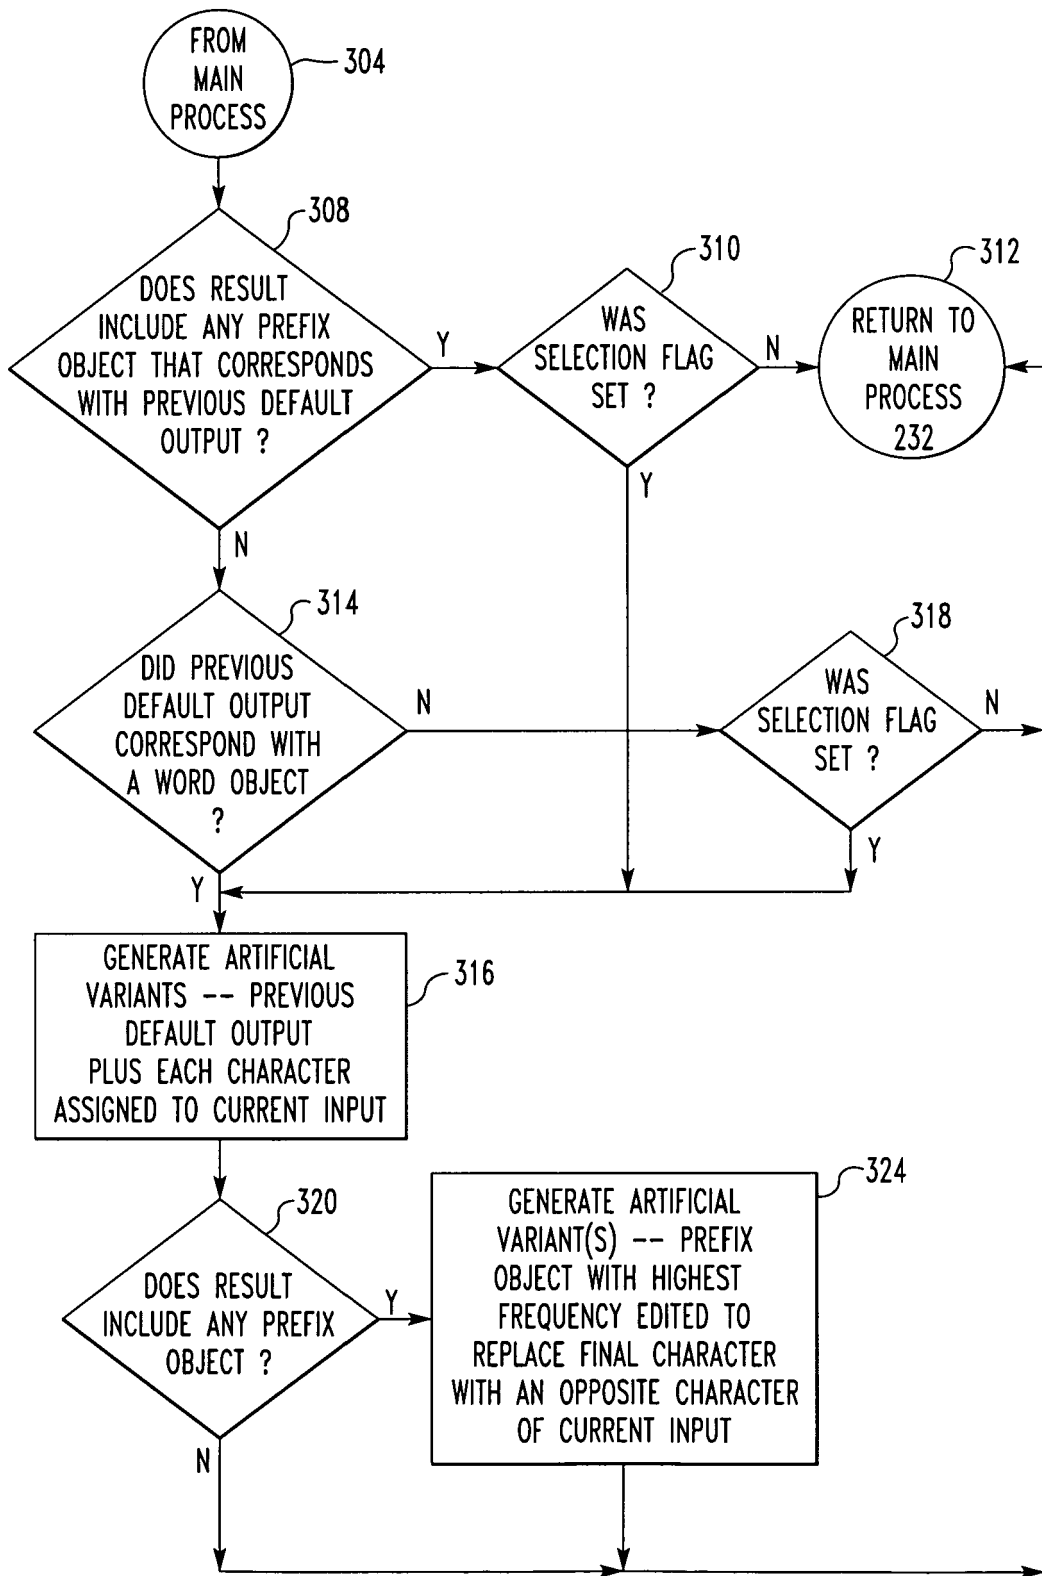 FROM
MAIN
PROCESS
304
308
DOES RESULT
INCLUDE ANY PREFIX
OBJECT THAT CORRESPONDS
WITH PREVIOUS DEFAULT
OUTPUT ?
Y
N
310
WAS
SELECTION FLAG
SET ?
N
Y
312
RETURN TO
MAIN
PROCESS
232
314
DID PREVIOUS
DEFAULT OUTPUT
CORRESPOND WITH
A WORD OBJECT
?
N
Y
318
WAS
SELECTION FLAG
SET ?
N
Y
GENERATE ARTIFICIAL
VARIANTS -- PREVIOUS
DEFAULT OUTPUT
PLUS EACH CHARACTER
ASSIGNED TO CURRENT INPUT
316
320
DOES RESULT
INCLUDE ANY PREFIX
OBJECT ?
Y
N
324
GENERATE ARTIFICIAL
VARIANT(S) -- PREFIX
OBJECT WITH HIGHEST
FREQUENCY EDITED TO
REPLACE FINAL CHARACTER
WITH AN OPPOSITE CHARACTER
OF CURRENT INPUT